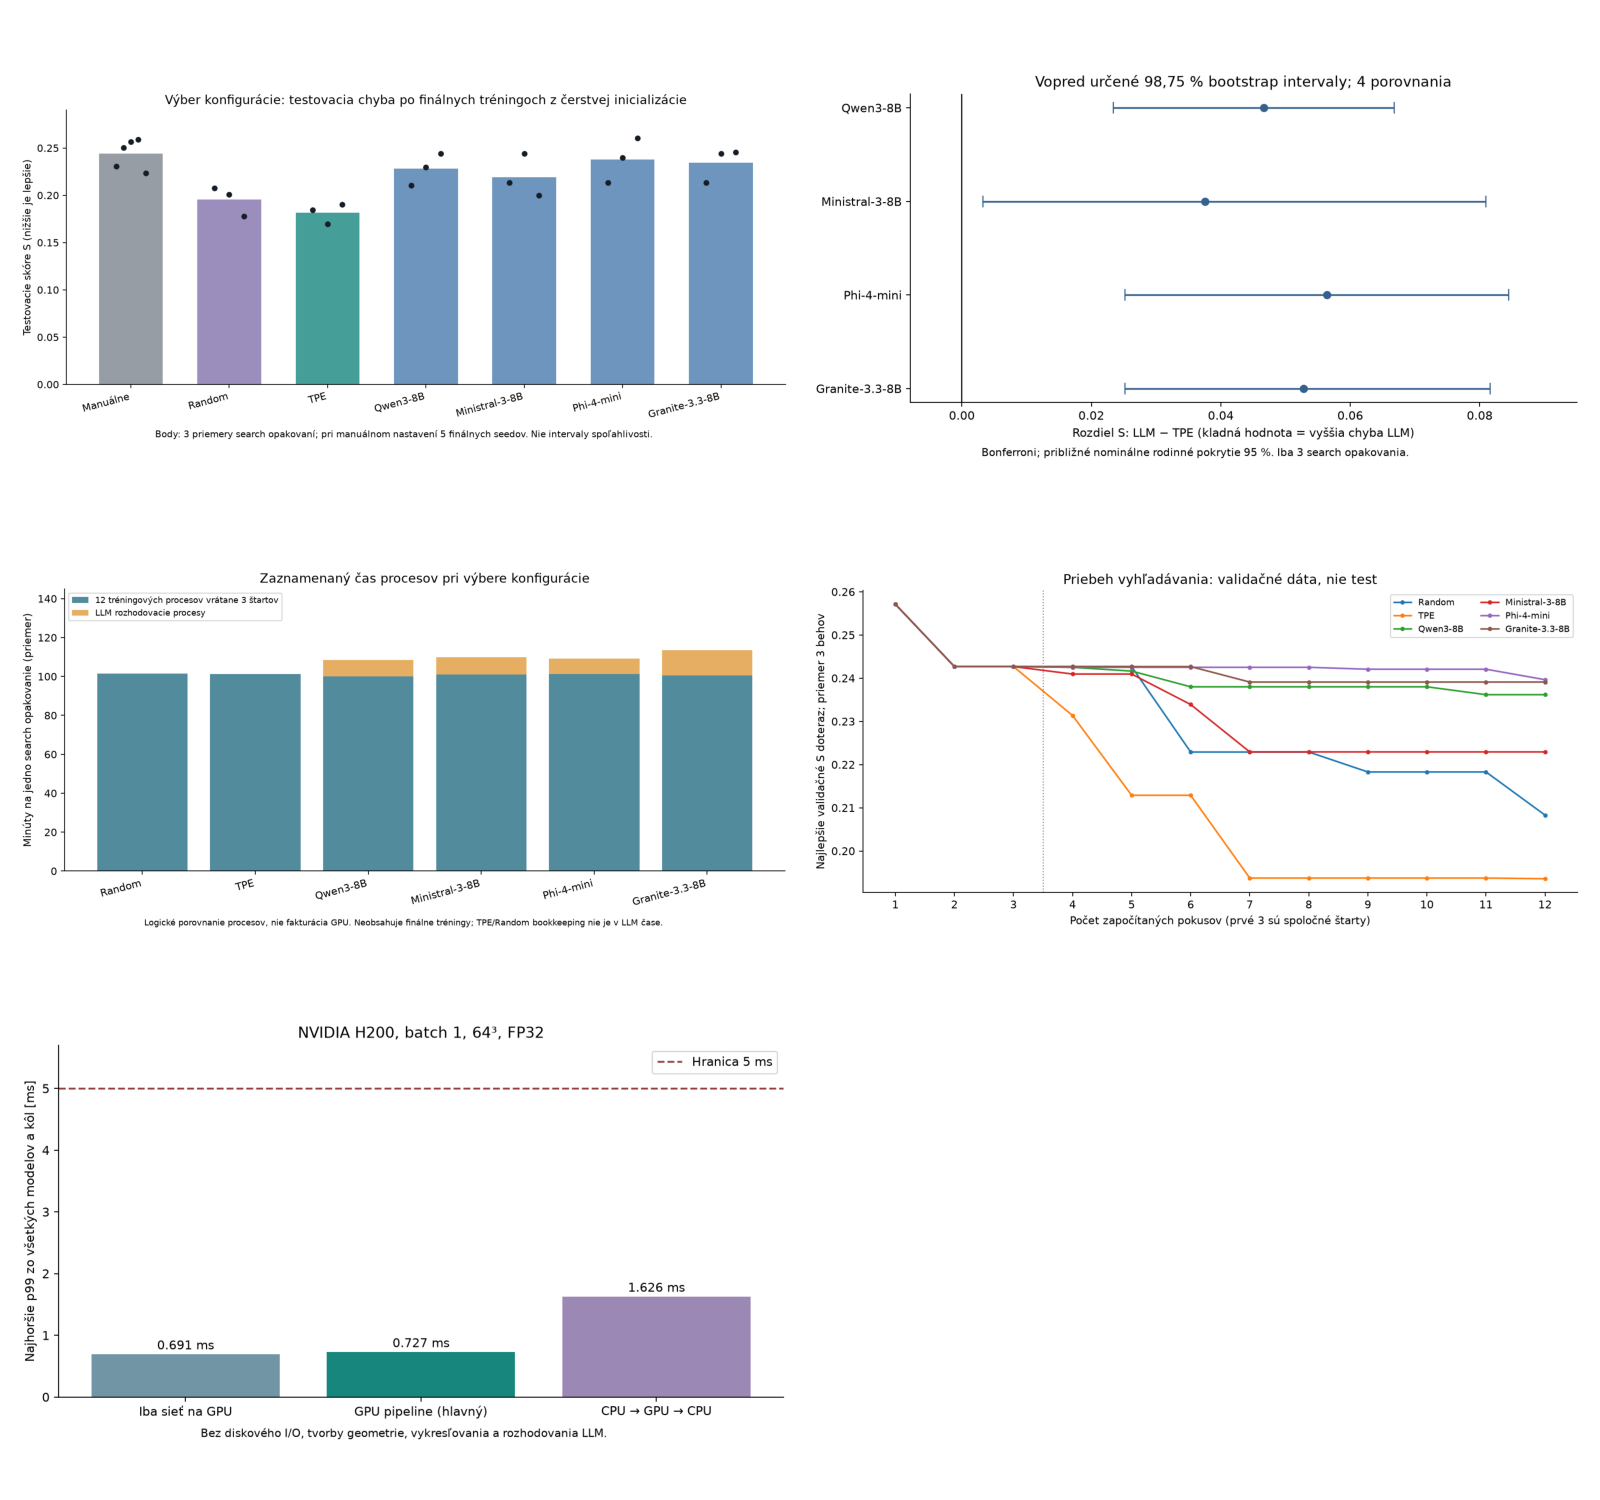 Výber konfigurácie: testovacia chyba po finálnych tréningoch z čerstvej inicializácie
Testovacie skóre S (nižšie je lepšie)
0.25
0.20
0.15
0.10
0.05
0.00
Manuálne
Random
TPE
Qwen3-8B
Ministral-3-8B
Phi-4-mini
Granite-3.3-8B
Body: 3 priemery search opakovaní; pri manuálnom nastavení 5 finálnych seedov. Nie intervaly spoľahlivosti.
Vopred určené 98,75 % bootstrap intervaly; 4 porovnania
Qwen3-8B
Ministral-3-8B
Phi-4-mini
Granite-3.3-8B
0.00
0.02
0.04
0.06
0.08
Rozdiel S: LLM − TPE (kladná hodnota = vyššia chyba LLM)
Bonferroni; približné nominálne rodinné pokrytie 95 %. Iba 3 search opakovania.
Zaznamenaný čas procesov pri výbere konfigurácie
Minúty na jedno search opakovanie (priemer)
12 tréningových procesov vrátane 3 štartov
LLM rozhodovacie procesy
140
120
100
80
60
40
20
0
Random
TPE
Qwen3-8B
Ministral-3-8B
Phi-4-mini
Granite-3.3-8B
Logické porovnanie procesov, nie fakturácia GPU. Neobsahuje finálne tréningy; TPE/Random bookkeeping nie je v LLM čase.
Priebeh vyhľadávania: validačné dáta, nie test
Najlepšie validačné S doteraz; priemer 3 behov
Random
TPE
Qwen3-8B
Ministral-3-8B
Phi-4-mini
Granite-3.3-8B
0.26
0.25
0.24
0.23
0.22
0.21
0.20
1
2
3
4
5
6
7
8
9
10
11
12
Počet započítaných pokusov (prvé 3 sú spoločné štarty)
NVIDIA H200, batch 1, 64³, FP32
Najhoršie p99 zo všetkých modelov a kôl [ms]
Hranica 5 ms
5
4
3
2
1
0
0.691 ms
0.727 ms
1.626 ms
Iba sieť na GPU
GPU pipeline (hlavný)
CPU → GPU → CPU
Bez diskového I/O, tvorby geometrie, vykresľovania a rozhodovania LLM.